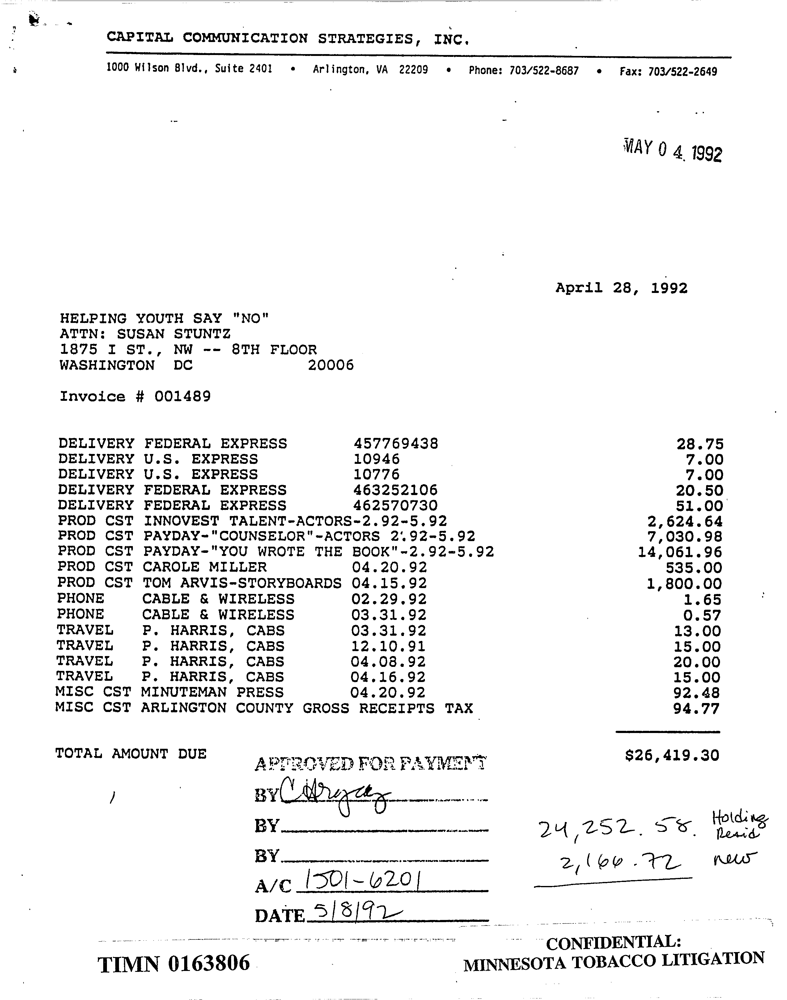 CAPITAL COMMUNICATION STRATEGIES, INC.
1000 Wilson Blvd., Suite 2401 • Arlington, VA 22209 • Phone: 703/522-8687 • Fax: 703/522-2649
MAY 04 1992
April 28, 1992
HELPING YOUTH SAY "NO"
ATTN: SUSAN STUNTZ
1875 I ST., NW -- 8TH FLOOR
WASHINGTON DC 20006
Invoice # 001489
DELIVERY FEDERAL EXPRESS 457769438 28.75
DELIVERY U.S. EXPRESS 10946 7.00
DELIVERY U.S. EXPRESS 10776 7.00
DELIVERY FEDERAL EXPRESS 463252106 20.50
DELIVERY FEDERAL EXPRESS 462570730 51.00
PROD CST INNOVEST TALENT-ACTORS-2.92-5.92 2,624.64
PROD CST PAYDAY-"COUNSELOR"-ACTORS 2.92-5.92 7,030.98
PROD CST PAYDAY-"YOU WROTE THE BOOK"-2.92-5.92 14,061.96
PROD CST CAROLE MILLER 04.20.92 535.00
PROD CST TOM ARVIS-STORYBOARDS 04.15.92 1,800.00
PHONE CABLE & WIRELESS 02.29.92 1.65
PHONE CABLE & WIRELESS 03.31.92 0.57
TRAVEL P. HARRIS, CABS 03.31.92 13.00
TRAVEL P. HARRIS, CABS 12.10.91 15.00
TRAVEL P. HARRIS, CABS 04.08.92 20.00
TRAVEL P. HARRIS, CABS 04.16.92 15.00
MISC CST MINUTEMAN PRESS 04.20.92 92.48
MISC CST ARLINGTON COUNTY GROSS RECEIPTS TAX 94.77
TOTAL AMOUNT DUE $26,419.30
APPROVED FOR PAYMENT
BY
BY
BY
A/C 1501-6201
DATE 5/8/92
24,252.58. Holding
2,166.72 new
CONFIDENTIAL:
TIMN 0163806 MINNESOTA TOBACCO LITIGATION